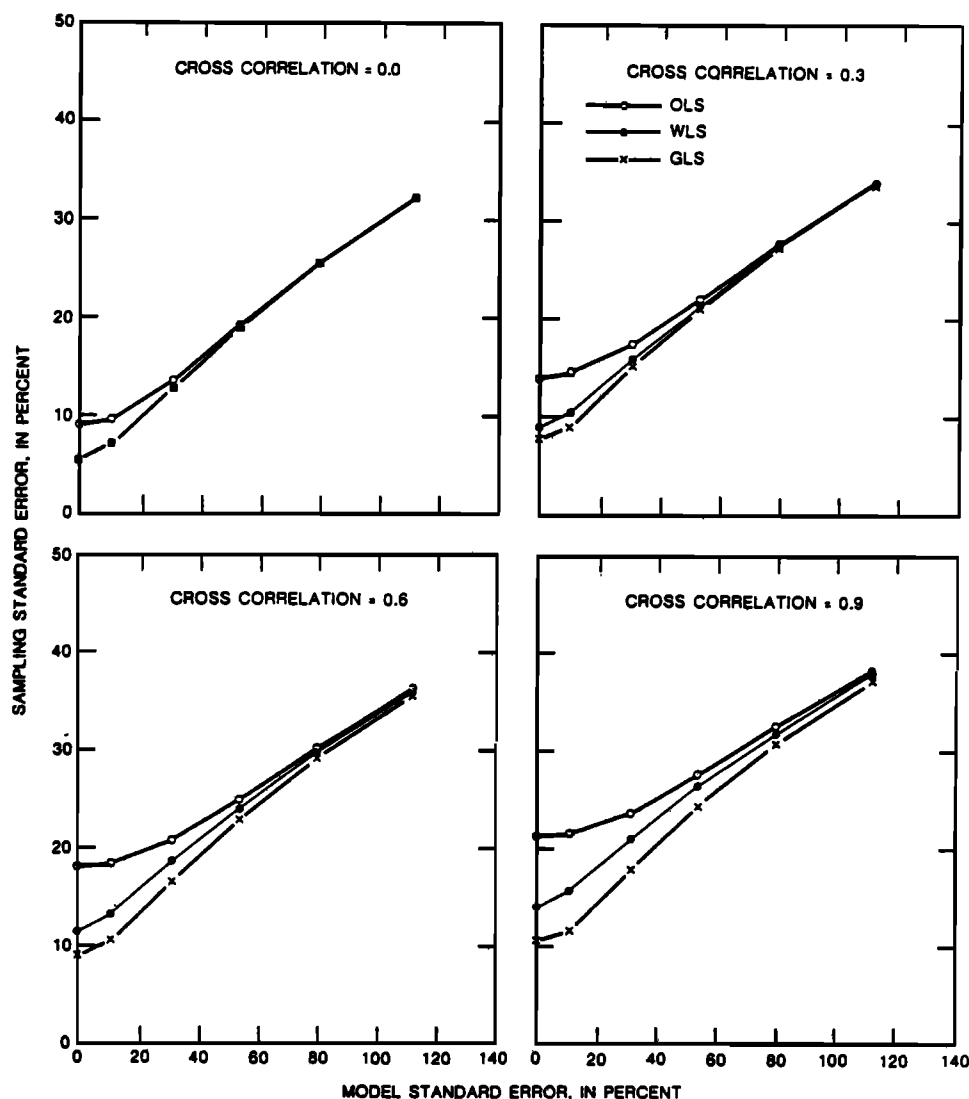 CROSS CORRELATION = 0.0
50
40
30
20
10
0
CROSS CORRELATION = 0.3
OLS
WLS
GLS
SAMPLING STANDARD ERROR, IN PERCENT
CROSS CORRELATION = 0.6
50
40
30
20
10
0
0 20 40 60 80 100 120 140
CROSS CORRELATION = 0.9
0 20 40 60 80 100 120 140
MODEL STANDARD ERROR, IN PERCENT